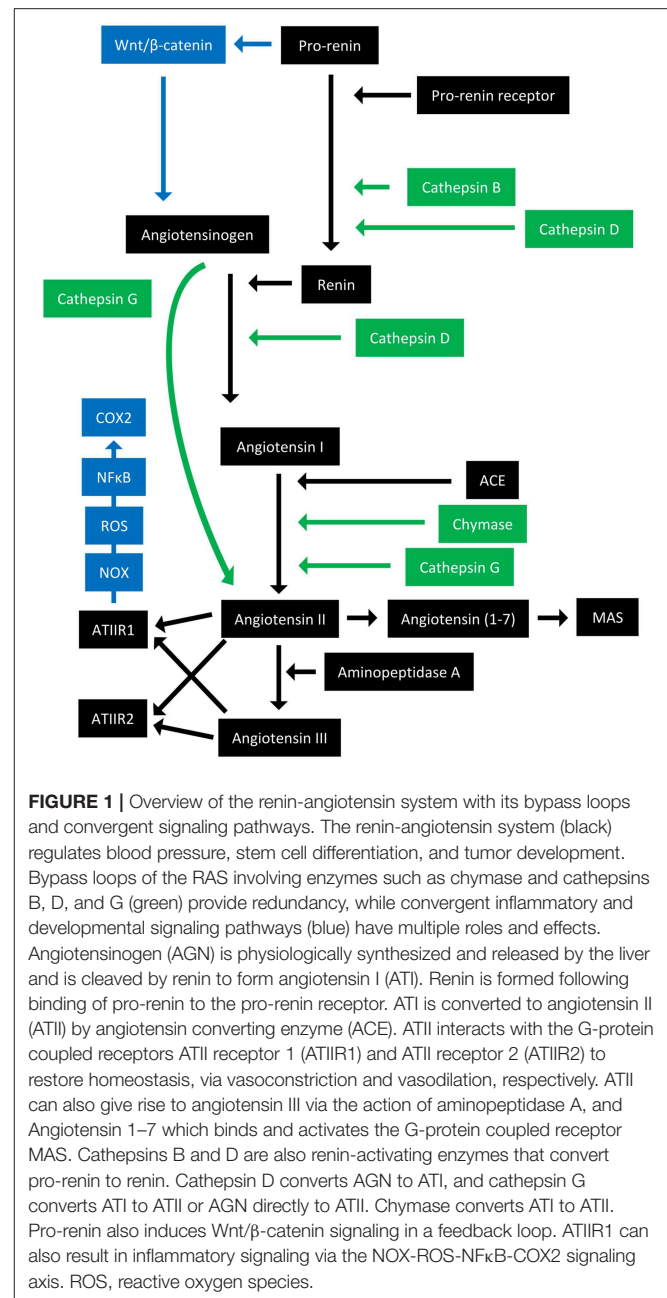 Wnt/β-catenin
Pro-renin
Pro-renin receptor
Cathepsin B
Cathepsin D
Angiotensinogen
Cathepsin G
Renin
Cathepsin D
COX2
Angiotensin I
NFκB
ACE
ROS
Chymase
NOX
Cathepsin G
ATIIR1
Angiotensin II
Angiotensin (1-7)
MAS
Aminopeptidase A
ATIIR2
Angiotensin III
FIGURE 1 | Overview of the renin-angiotensin system with its bypass loops
and convergent signaling pathways. The renin-angiotensin system (black)
regulates blood pressure, stem cell differentiation, and tumor development.
Bypass loops of the RAS involving enzymes such as chymase and cathepsins
B, D, and G (green) provide redundancy, while convergent inflammatory and
developmental signaling pathways (blue) have multiple roles and effects.
Angiotensinogen (AGN) is physiologically synthesized and released by the liver
and is cleaved by renin to form angiotensin I (ATI). Renin is formed following
binding of pro-renin to the pro-renin receptor. ATI is converted to angiotensin II
(ATII) by angiotensin converting enzyme (ACE). ATII interacts with the G-protein
coupled receptors ATII receptor 1 (ATIIR1) and ATII receptor 2 (ATIIR2) to
restore homeostasis, via vasoconstriction and vasodilation, respectively. ATII
can also give rise to angiotensin III via the action of aminopeptidase A, and
Angiotensin 1–7 which binds and activates the G-protein coupled receptor
MAS. Cathepsins B and D are also renin-activating enzymes that convert
pro-renin to renin. Cathepsin D converts AGN to ATI, and cathepsin G
converts ATI to ATII or AGN directly to ATII. Chymase converts ATI to ATII.
Pro-renin also induces Wnt/β-catenin signaling in a feedback loop. ATIIR1 can
also result in inflammatory signaling via the NOX-ROS-NFκB-COX2 signaling
axis. ROS, reactive oxygen species.